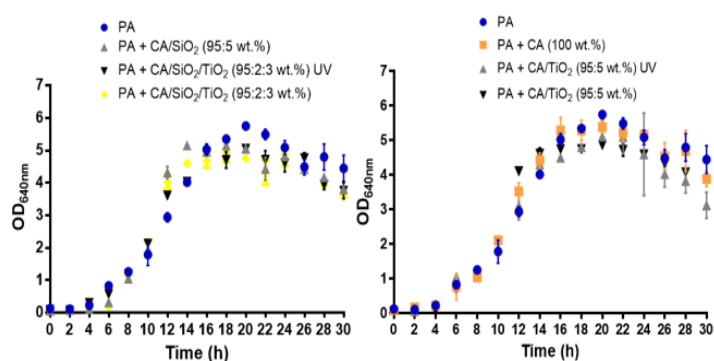 PA
PA + CA/SiO₂ (95:5 wt.%)
PA + CA/SiO₂/TiO₂ (95:2:3 wt.%) UV
PA + CA/SiO₂/TiO₂ (95:2:3 wt.%)
7
6
5
4
3
2
1
0
OD640nm
0 2 4 6 8 10 12 14 16 18 20 22 24 26 28 30
Time (h)
PA
PA + CA (100 wt.%)
PA + CA/TiO₂ (95:5 wt.%) UV
PA + CA/TiO₂ (95:5 wt.%)
7
6
5
4
3
2
1
0
OD640nm
0 2 4 6 8 10 12 14 16 18 20 22 24 26 28 30
Time (h)